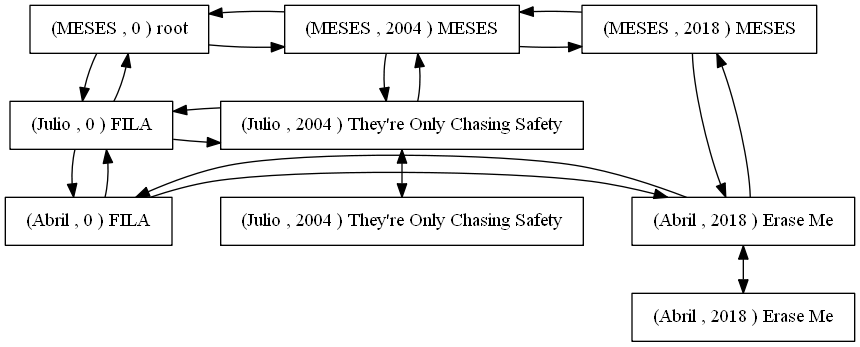 (MESES , 0 ) root
(MESES , 2004 ) MESES
(MESES , 2018 ) MESES
(Julio , 0 ) FILA
(Julio , 2004 ) They're Only Chasing Safety
(Abril , 0 ) FILA
(Julio , 2004 ) They're Only Chasing Safety
(Abril , 2018 ) Erase Me
(Abril , 2018 ) Erase Me